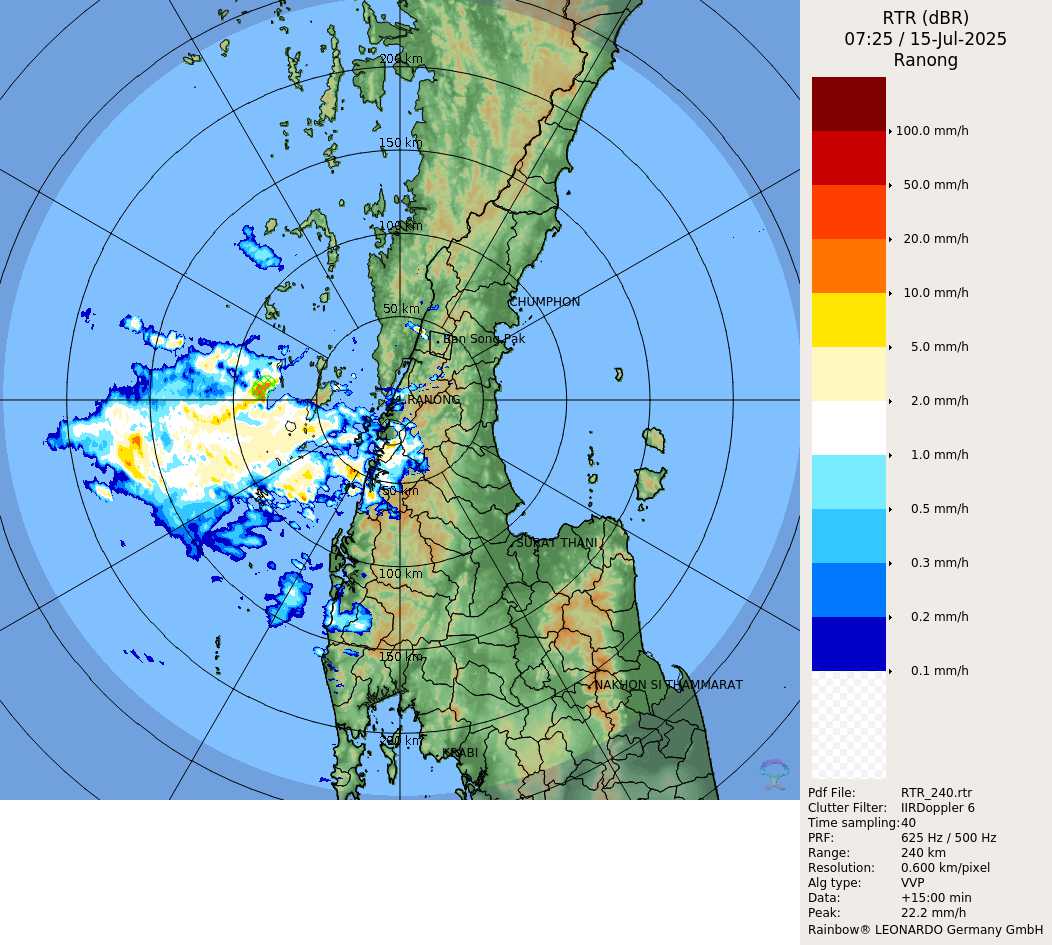 RTR (dBR)
07:25 / 15-Jul-2025
Ranong
100.0 mm/h
50.0 mm/h
20.0 mm/h
10.0 mm/h
5.0 mm/h
2.0 mm/h
1.0 mm/h
0.5 mm/h
0.3 mm/h
0.2 mm/h
0.1 mm/h
Pdf File: RTR_240.rtr
Clutter Filter: IIRDoppler 6
Time sampling: 40
PRF: 625 Hz / 500 Hz
Range: 240 km
Resolution: 0.600 km/pixel
Alg type: VVP
Data: +15:00 min
Peak: 22.2 mm/h
Rainbow® LEONARDO Germany GmbH
200 km
150 km
100 km
CHUMPHON
50 km
Ban Song Pak
RANONG
50 km
SURAT THANI
100 km
150 km
NAKHON SI THAMMARAT
200 km
KRABI